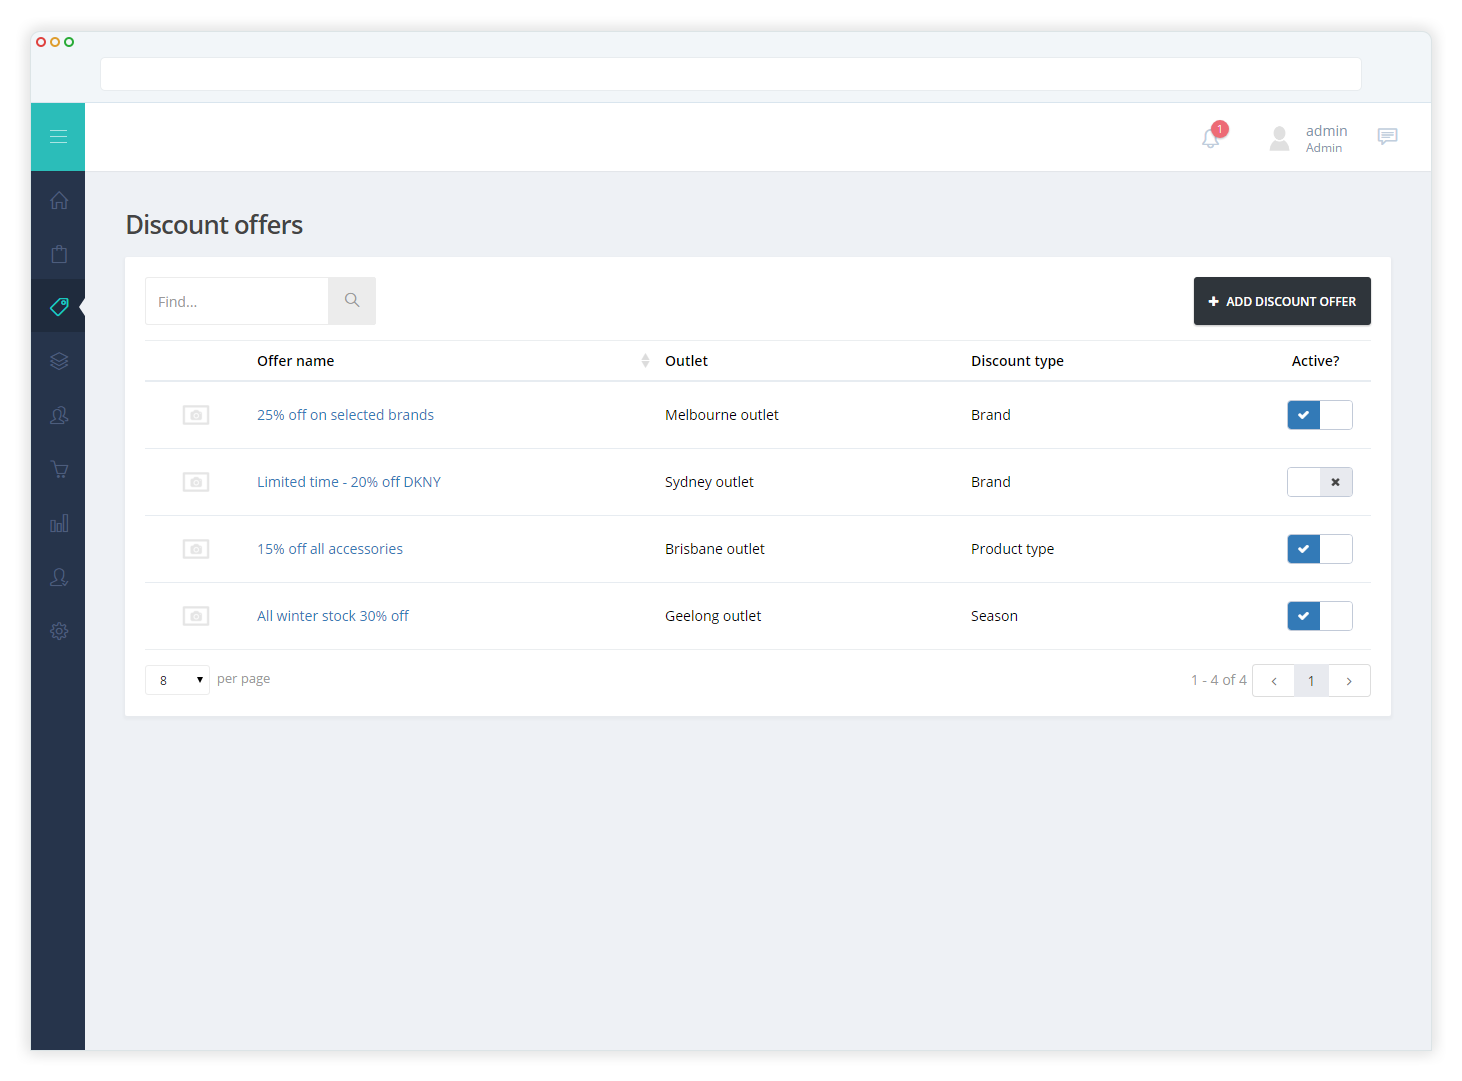 1
admin
Admin
Discount offers
Find...
ADD DISCOUNT OFFER
Offer name Outlet Discount type Active?
25% off on selected brands Melbourne outlet Brand
Limited time - 20% off DKNY Sydney outlet Brand
15% off all accessories Brisbane outlet Product type
All winter stock 30% off Geelong outlet Season
8 per page 1 - 4 of 4 1